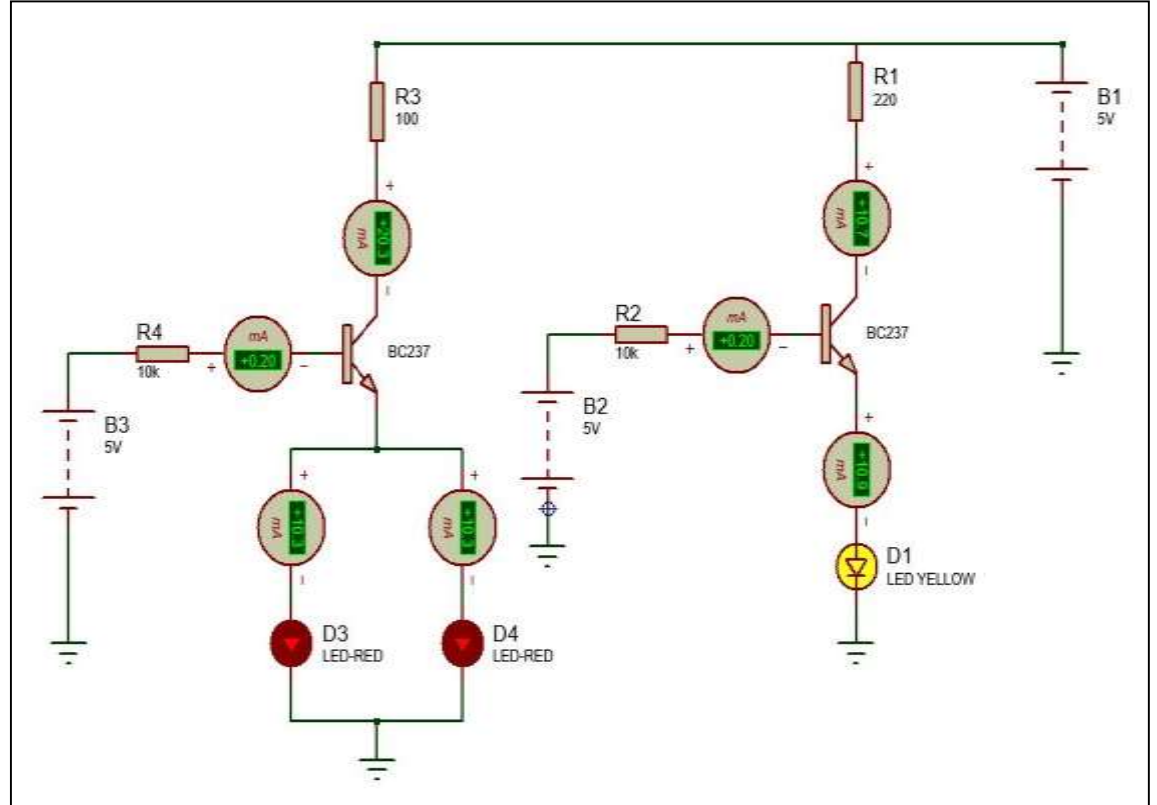 R3
100
R1
220
B1
5V
+
+20.3
mA
−
+
+10.7
mA
−
R4
10k
+
mA
+0.20
−
BC237
R2
10k
+
mA
+0.20
−
BC237
B3
5V
B2
5V
+
+10.3
mA
−
+
+10.3
mA
−
+
+10.9
mA
−
D1
LED YELLOW
D3
LED-RED
D4
LED-RED